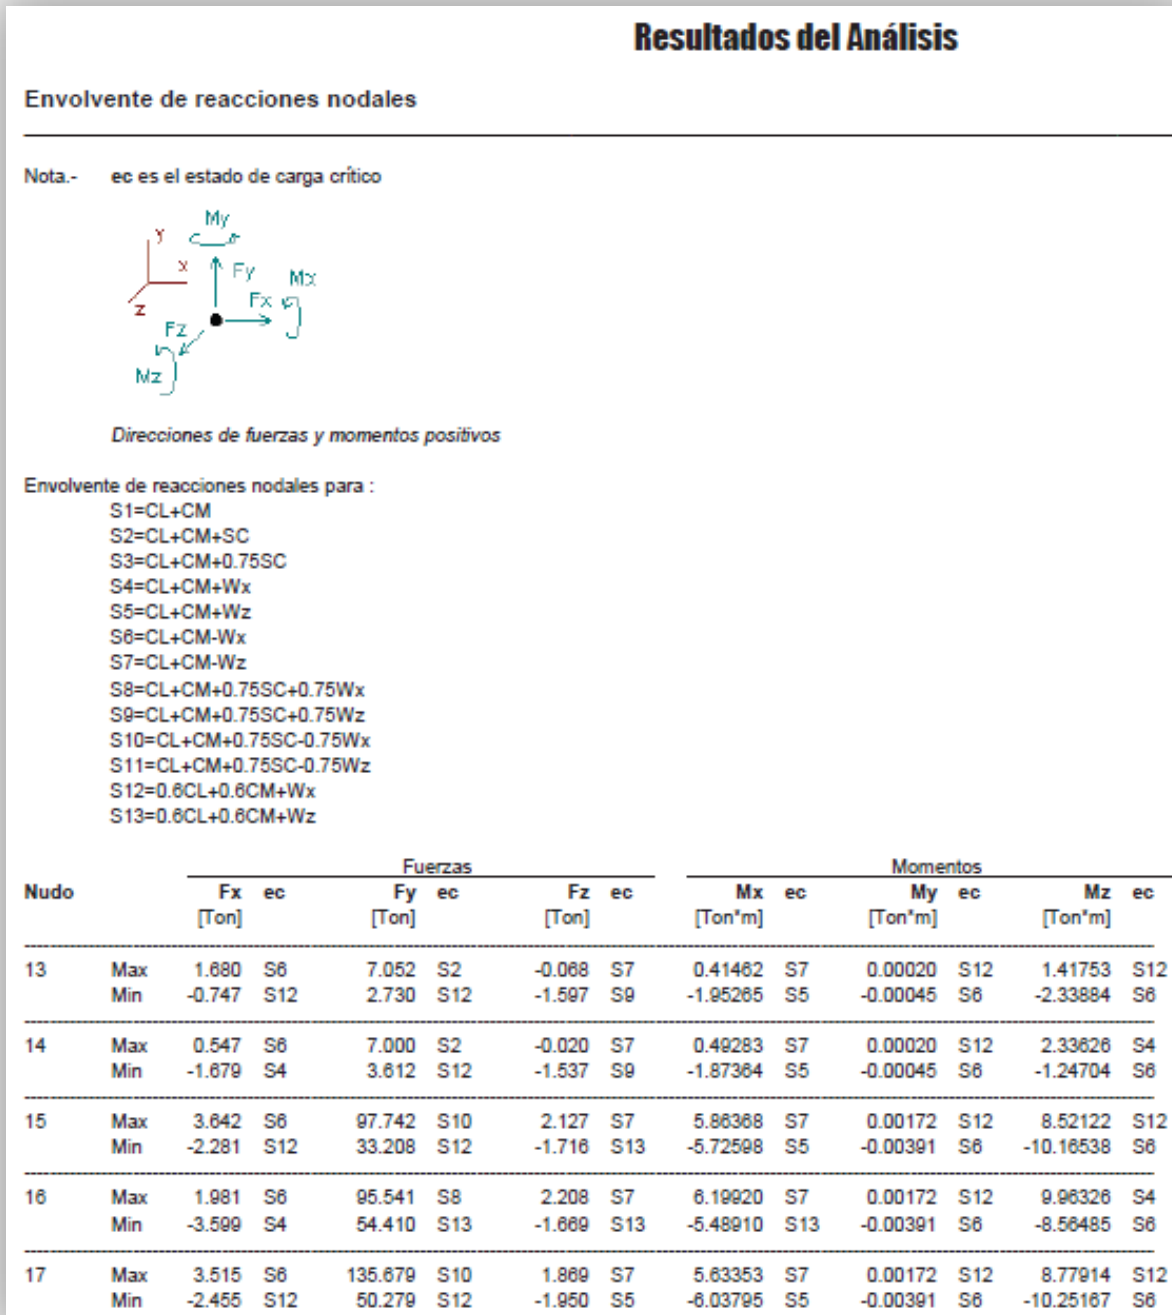 Resultados del Análisis
Envolvente de reacciones nodales
Nota.- ec es el estado de carga crítico
My
y
x
Fy
Mx
Fx
z
Fz
Mz
Direcciones de fuerzas y momentos positivos
Envolvente de reacciones nodales para :
S1=CL+CM
S2=CL+CM+SC
S3=CL+CM+0.75SC
S4=CL+CM+Wx
S5=CL+CM+Wz
S6=CL+CM-Wx
S7=CL+CM-Wz
S8=CL+CM+0.75SC+0.75Wx
S9=CL+CM+0.75SC+0.75Wz
S10=CL+CM+0.75SC-0.75Wx
S11=CL+CM+0.75SC-0.75Wz
S12=0.6CL+0.6CM+Wx
S13=0.6CL+0.6CM+Wz
Fuerzas Momentos
Nudo Fx ec Fy ec Fz ec Mx ec My ec Mz ec
[Ton] [Ton] [Ton] [Ton*m] [Ton*m] [Ton*m]
13 Max 1.680 S6 7.052 S2 -0.068 S7 0.41462 S7 0.00020 S12 1.41753 S12
Min -0.747 S12 2.730 S12 -1.597 S9 -1.95265 S5 -0.00045 S6 -2.33884 S6
14 Max 0.547 S6 7.000 S2 -0.020 S7 0.49283 S7 0.00020 S12 2.33626 S4
Min -1.679 S4 3.612 S12 -1.537 S9 -1.87364 S5 -0.00045 S6 -1.24704 S6
15 Max 3.642 S6 97.742 S10 2.127 S7 5.86368 S7 0.00172 S12 8.52122 S12
Min -2.281 S12 33.208 S12 -1.716 S13 -5.72598 S5 -0.00391 S6 -10.16538 S6
16 Max 1.981 S6 95.541 S8 2.208 S7 6.19920 S7 0.00172 S12 9.96326 S4
Min -3.599 S4 54.410 S13 -1.669 S13 -5.48910 S13 -0.00391 S6 -8.56485 S6
17 Max 3.515 S6 135.679 S10 1.869 S7 5.63353 S7 0.00172 S12 8.77914 S12
Min -2.455 S12 50.279 S12 -1.950 S5 -6.03795 S5 -0.00391 S6 -10.25167 S6